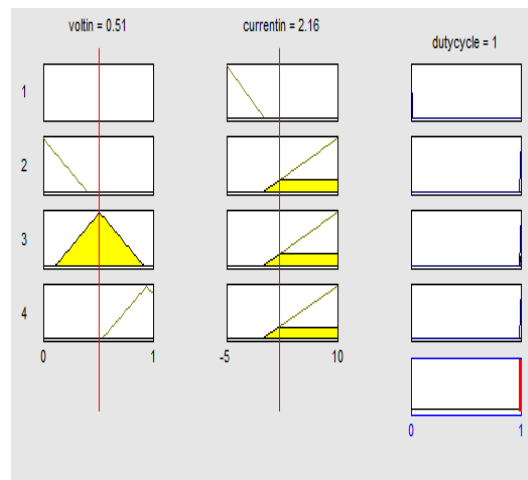 voltin = 0.51
currentin = 2.16
dutycycle = 1
1
2
3
4
0 1
-5 10
0 1